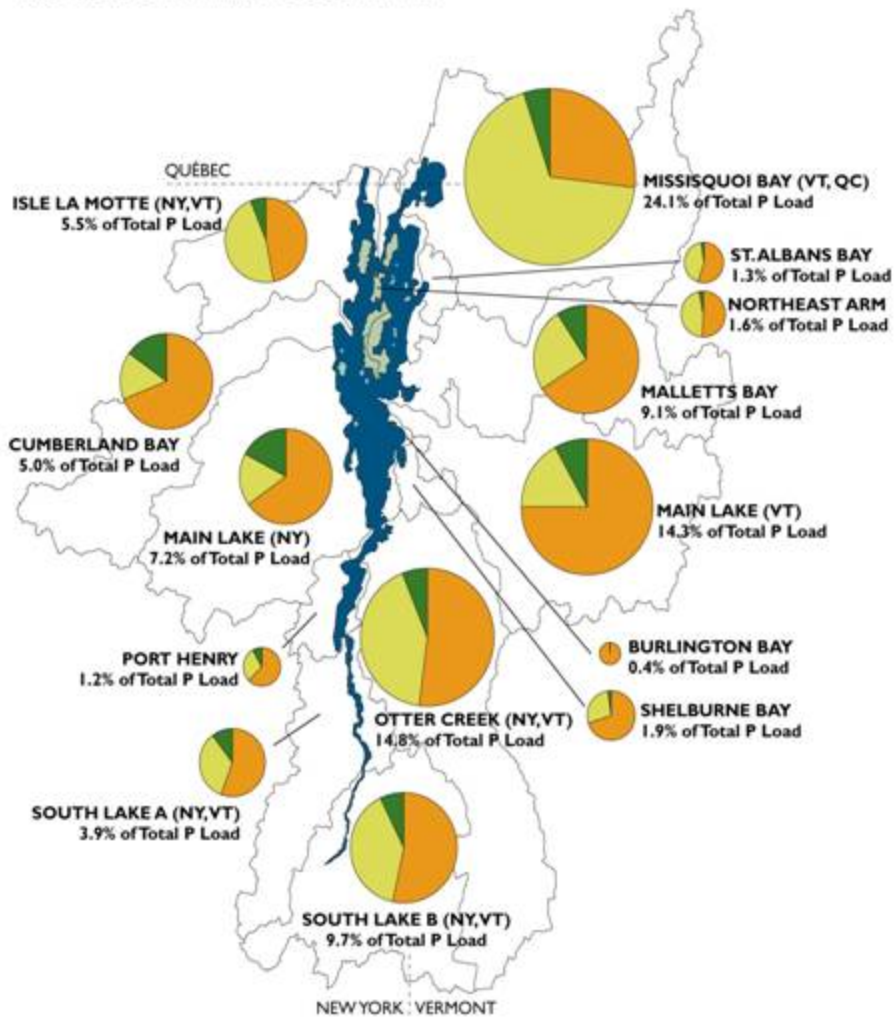 QUÉBEC
ISLE LA MOTTE (NY,VT)
5.5% of Total P Load
MISSISQUOI BAY (VT, QC)
24.1% of Total P Load
ST. ALBANS BAY
1.3% of Total P Load
NORTHEAST ARM
1.6% of Total P Load
MALLETTS BAY
9.1% of Total P Load
CUMBERLAND BAY
5.0% of Total P Load
MAIN LAKE (NY)
7.2% of Total P Load
MAIN LAKE (VT)
14.3% of Total P Load
PORT HENRY
1.2% of Total P Load
BURLINGTON BAY
0.4% of Total P Load
SHELBURNE BAY
1.9% of Total P Load
OTTER CREEK (NY,VT)
14.8% of Total P Load
SOUTH LAKE A (NY,VT)
3.9% of Total P Load
SOUTH LAKE B (NY,VT)
9.7% of Total P Load
NEW YORK VERMONT